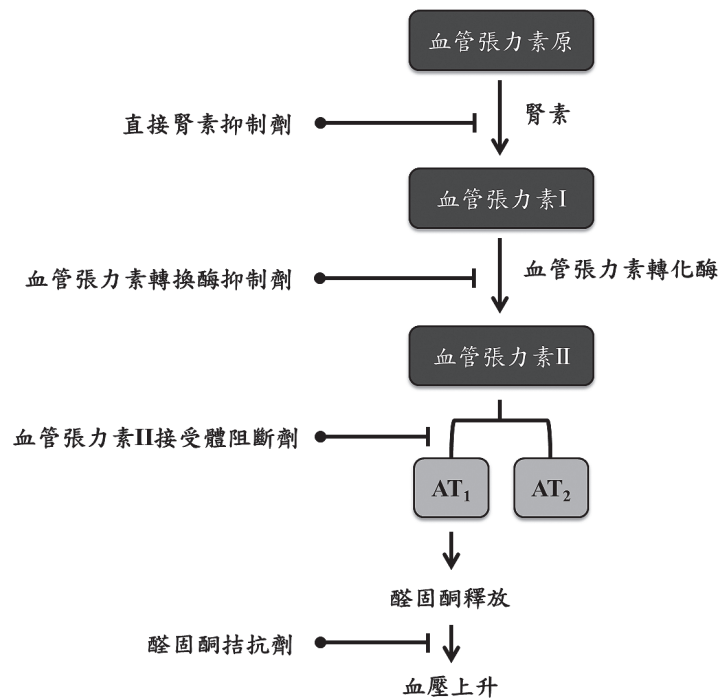 血管張力素原
直接腎素抑制劑
腎素
血管張力素I
血管張力素轉換酶抑制劑
血管張力素轉化酶
血管張力素II
血管張力素II接受體阻斷劑
AT₁
AT₂
醛固酮釋放
醛固酮拮抗劑
血壓上升